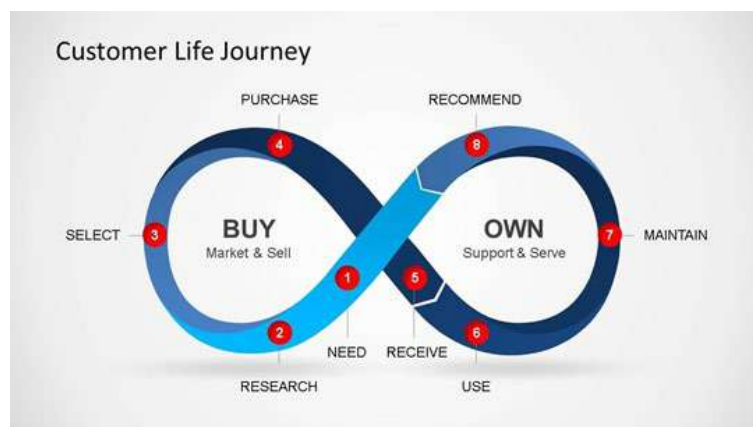 Customer Life Journey
PURCHASE
RECOMMEND
4
8
SELECT
3
BUY
Market & Sell
OWN
Support & Serve
7
MAINTAIN
1
5
2
6
NEED
RECEIVE
RESEARCH
USE